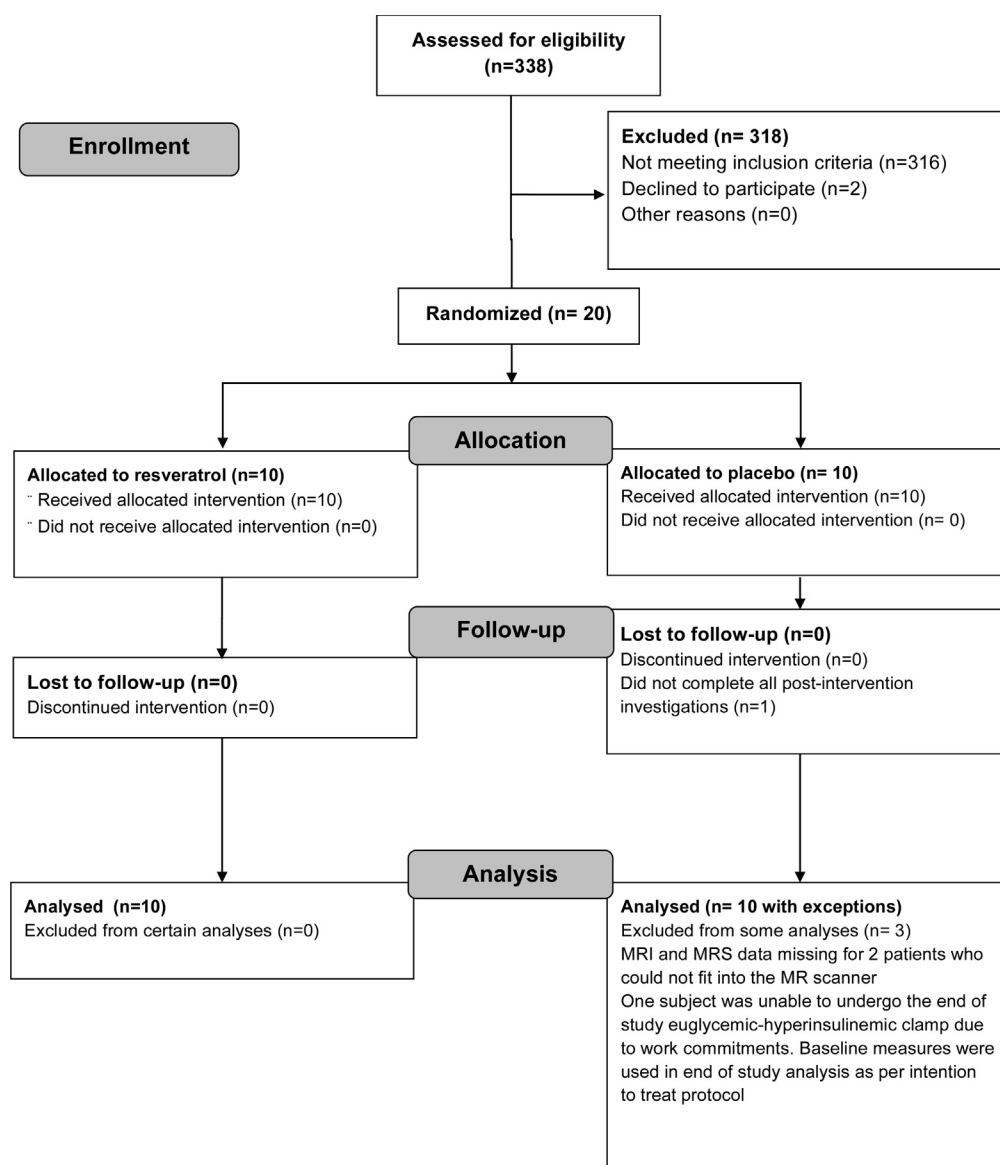 Assessed for eligibility
(n=338)
Enrollment
Excluded (n= 318)
Not meeting inclusion criteria (n=316)
Declined to participate (n=2)
Other reasons (n=0)
Randomized (n= 20)
Allocation
Allocated to resveratrol (n=10)
¨ Received allocated intervention (n=10)
¨ Did not receive allocated intervention (n=0)
Allocated to placebo (n= 10)
Received allocated intervention (n=10)
Did not receive allocated intervention (n= 0)
Follow-up
Lost to follow-up (n=0)
Discontinued intervention (n=0)
Lost to follow-up (n=0)
Discontinued intervention (n=0)
Did not complete all post-intervention
investigations (n=1)
Analysis
Analysed (n=10)
Excluded from certain analyses (n=0)
Analysed (n= 10 with exceptions)
Excluded from some analyses (n= 3)
MRI and MRS data missing for 2 patients who
could not fit into the MR scanner
One subject was unable to undergo the end of
study euglycemic-hyperinsulinemic clamp due
to work commitments. Baseline measures were
used in end of study analysis as per intention
to treat protocol